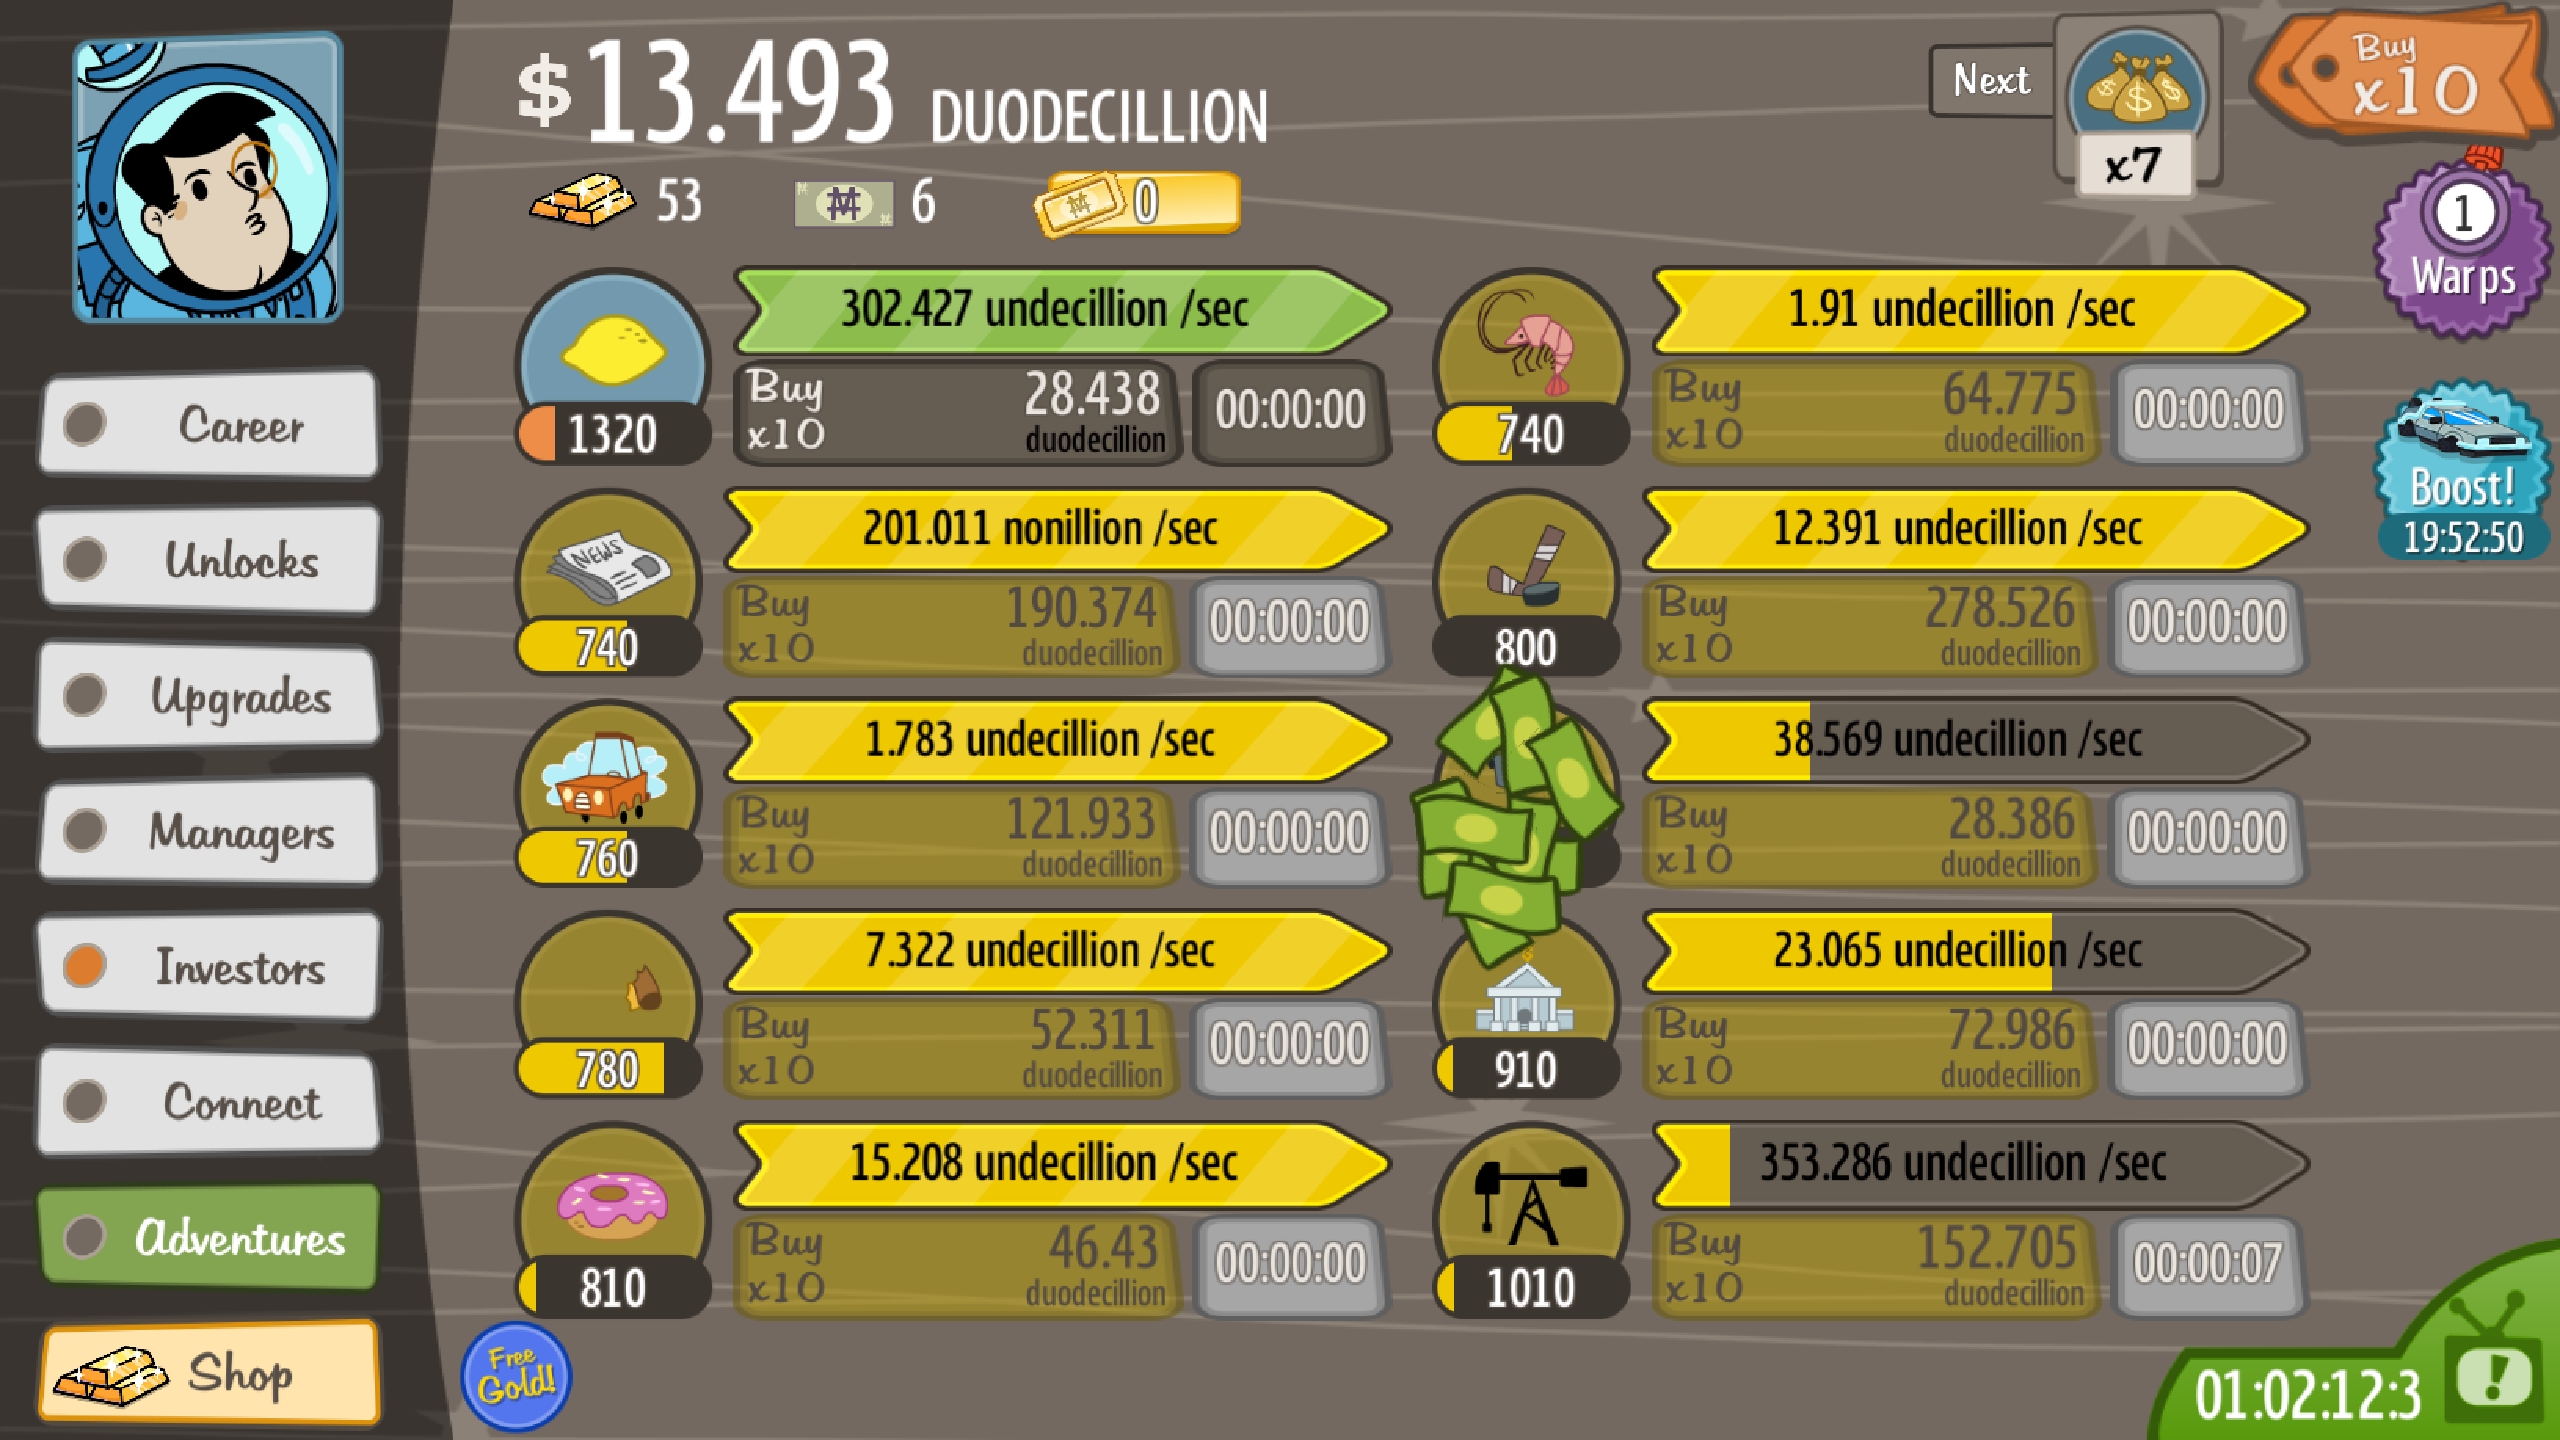 $13.493 DUODECILLION
Next
x7
Buy
x10
53
6
0
1
Warps
Boost!
19:52:50
Career
Unlocks
Upgrades
Managers
Investors
Connect
Adventures
Shop
302.427 undecillion /sec
1320
Buy
x10
28.438
duodecillion
00:00:00
NEWS
201.011 nonillion /sec
740
Buy
x10
190.374
duodecillion
00:00:00
1.783 undecillion /sec
760
Buy
x10
121.933
duodecillion
00:00:00
7.322 undecillion /sec
780
Buy
x10
52.311
duodecillion
00:00:00
15.208 undecillion /sec
810
Buy
x10
46.43
duodecillion
00:00:00
1.91 undecillion /sec
740
Buy
x10
64.775
duodecillion
00:00:00
12.391 undecillion /sec
800
Buy
x10
278.526
duodecillion
00:00:00
38.569 undecillion /sec
Buy
x10
28.386
duodecillion
00:00:00
23.065 undecillion /sec
910
Buy
x10
72.986
duodecillion
00:00:00
353.286 undecillion /sec
1010
Buy
x10
152.705
duodecillion
00:00:07
Free
Gold!
01:02:12:3
!